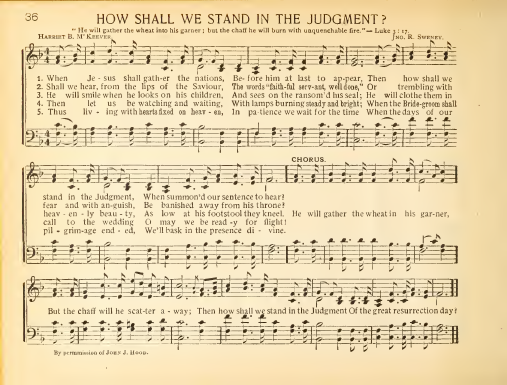 36
HOW SHALL WE STAND IN THE JUDGMENT?
"He will gather the wheat into his garner; but the chaff he will burn with unquenchable fire."—Luke 3:17.
HARRIET B. M'KEEVER. JNO. R. SWENEY.
1. When Je - sus shall gath-er the nations, Be- fore him at last to ap-pear, Then how shall we
2. Shall we hear, from the lips of the Saviour, The words "faith-ful serv-ant, well done," Or trembling with
3. He will smile when he looks on his children, And sees on the ransom'd his seal; He will clothe them in
4. Then let us be watching and waiting, With lamps burning steady and bright; When the Bride-groom shall
5. Thus liv - ing with hearts fixed on heav - en, In pa-tience we wait for the time When the days of our
CHORUS.
stand in the Judgment, When summon'd our sentence to hear?
fear and with an-guish, Be banished away from his throne?
heav - en - ly beau - ty, As low at his footstool they kneel. He will gather the wheat in his gar-ner,
call to the wedding O may we be read - y for flight!
pil - grim-age end - ed, We'll bask in the presence di - vine.
But the chaff will he scat-ter a - way; Then how shall we stand in the Judgment Of the great resurrection day?
By permission of JOHN J. HOOD.